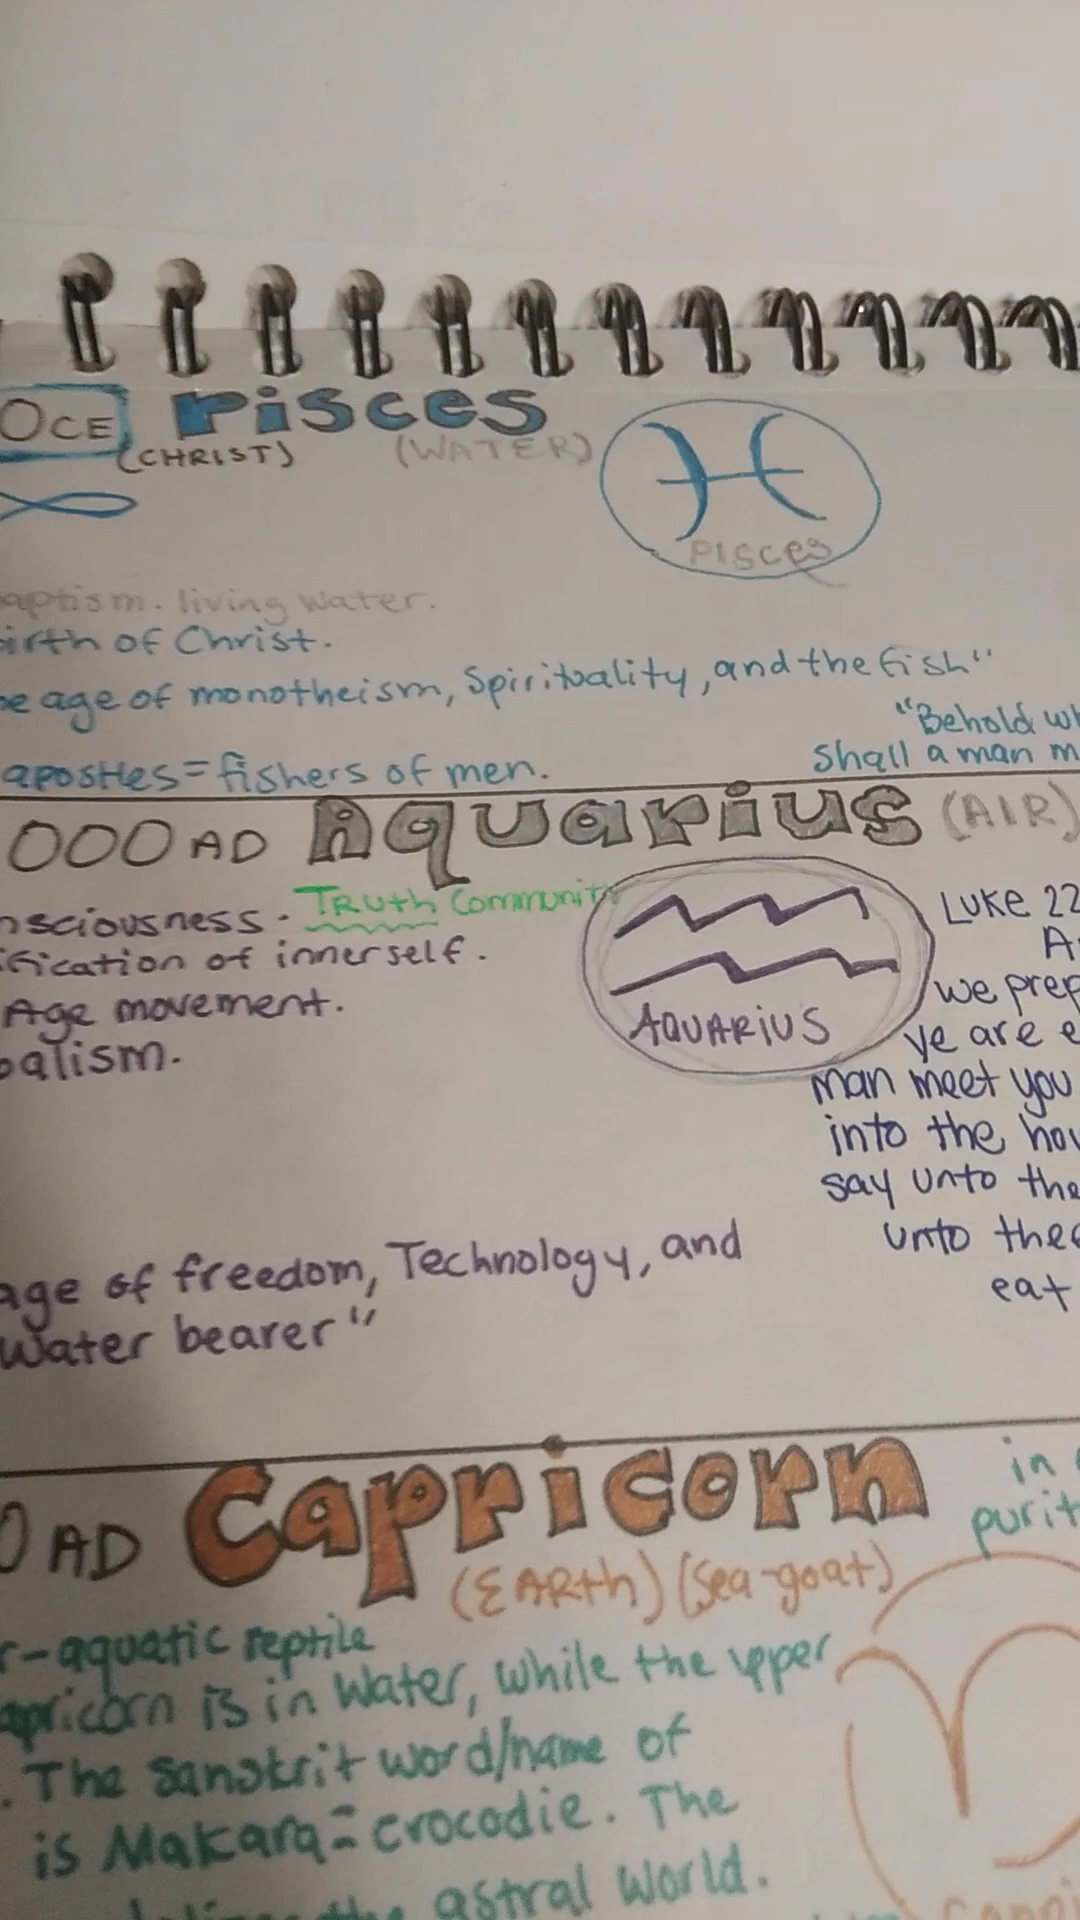 OCE Pisces
(CHRIST) (WATER)
PISCES
aptism. living water.
irth of Christ.
e age of monotheism, Spirituality, and the fish"
"Behold wh
shall a man m
apostles = fishers of men.
000 AD Aquarius (AIR)
nsciousness. Truth Community
ification of innerself.
Age movement.
balism.
AQUARIUS
LUKE 22
A
we prep
ye are e
man meet you
into the hou
say unto the
unto thee
eat
age of freedom, Technology, and
Water bearer"
0 AD Capricorn
(EARth) (sea-goat)
in
purit
r-aquatic reptile
apricorn is in water, while the upper
. The sanskrit word/name of
is Makara = crocodie. The
the astral world.